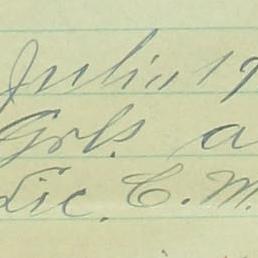 Julio 19
Grls. a
Lic. C. M.